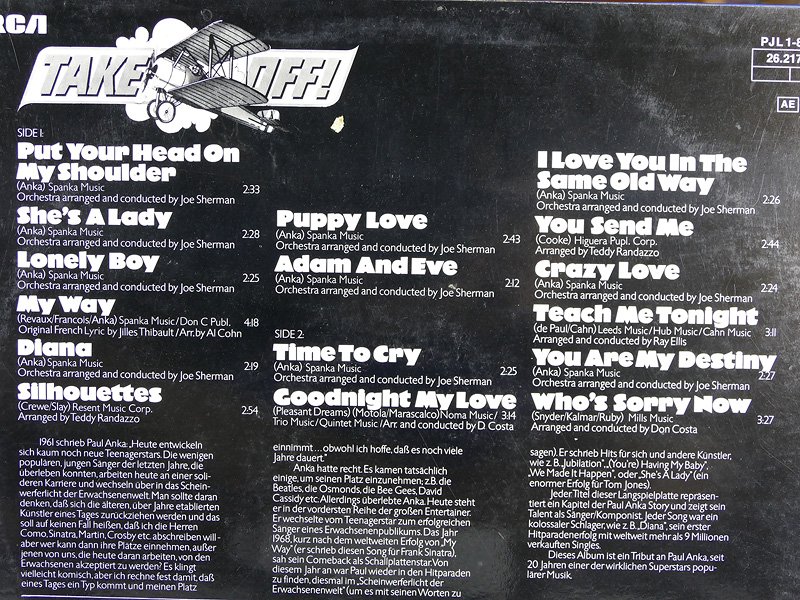 RCA
TAKE OFF!
PJL 1-8
26.217
AE
SIDE 1:
Put Your Head On
My Shoulder
(Anka) Spanka Music 2:33
Orchestra arranged and conducted by Joe Sherman
She's A Lady
(Anka) Spanka Music 2:28
Orchestra arranged and conducted by Joe Sherman
Lonely Boy
(Anka) Spanka Music 2:25
Orchestra arranged and conducted by Joe Sherman
My Way
(Revaux/Francois/Anka) Spanka Music/Don C Publ. 4:18
Original French Lyric by Jilles Thibault/Arr. by Al Cohn
Diana
(Anka) Spanka Music 2:19
Orchestra arranged and conducted by Joe Sherman
Silhouettes
(Crewe/Slay) Resent Music Corp. 2:54
Arranged by Teddy Randazzo
Puppy Love
(Anka) Spanka Music 2:43
Orchestra arranged and conducted by Joe Sherman
Adam And Eve
(Anka) Spanka Music 2:12
Orchestra arranged and conducted by Joe Sherman
SIDE 2:
Time To Cry
(Anka) Spanka Music 2:25
Orchestra arranged and conducted by Joe Sherman
Goodnight My Love
(Pleasant Dreams) (Motola/Marascalco) Noma Music/ 3:14
Trio Music/Quintet Music/Arr. and conducted by D. Costa
I Love You In The
Same Old Way
(Anka) Spanka Music 2:26
Orchestra arranged and conducted by Joe Sherman
You Send Me
(Cooke) Higuera Pupl. Corp. 2:44
Arranged by Teddy Randazzo
Crazy Love
(Anka) Spanka Music 2:24
Orchestra arranged and conducted by Joe Sherman
Teach Me Tonight
(de Paul/Cahn) Leeds Music/Hub Music/Cahn Music 3:11
Arranged and conducted by Ray Ellis
You Are My Destiny
(Anka) Spanka Music 2:27
Orchestra arranged and conducted by Joe Sherman
Who's Sorry Now
(Snyder/Kalmar/Ruby) Mills Music 3:27
Arranged and conducted by Don Costa
1961 schrieb Paul Anka: „Heute entwickeln
sich kaum noch neue Teenagerstars. Die wenigen
populären, jungen Sänger der letzten Jahre, die
überleben konnten, arbeiten heute an einer soli-
deren Karriere und wechseln über in das Schein-
werferlicht der Erwachsenenwelt. Man sollte daran
denken, daß sich die älteren, über Jahre etablierten
Künstler eines Tages zurückziehen werden und das
soll auf keinen Fall heißen, daß ich die Herren
Como, Sinatra, Martin, Crosby etc. abschreiben will -
aber wer kann dann ihre Platze einnehmen, außer
jenen von uns, die heute daran arbeiten, von den
Erwachsenen akzeptiert zu werden? Es klingt
vielleicht komisch, aber ich rechne fest damit, daß
eines Tages ein Typ kommt und meinen Platz
einnimmt... obwohl ich hoffe, daß es noch viele
Jahre dauert."
Anka hatte recht. Es kamen tatsächlich
einige, um seinen Platz einzunehmen; z.B. die
Beatles, die Osmonds, die Bee Gees, David
Cassidy etc. Allerdings überlebte Anka. Heute steht
er in der vordersten Reihe der großen Entertainer.
Er wechselte vom Teenagerstar zum erfolgreichen
Sänger eines Erwachsenenpublikums. Das Jahr
1968, kurz nach dem weltweiten Erfolg von „My
Way" (er schrieb diesen Song für Frank Sinatra),
sah sein Comeback als Schallplattenstar. Von
diesem Jahr an war Paul wieder in den Hitparaden
zu finden, diesmal im „Scheinwerferlicht der
Erwachsenenwelt" (um es mit seinen Worten zu
sagen). Er schrieb Hits für sich und andere Künstler,
wie z. B. „Jubilation", „(You're) Having My Baby",
„We Made It Happen", oder „She's A Lady" (ein
enormer Erfolg für Tom Jones).
Jeder Titel dieser Langspielplatte repräsen-
tiert ein Kapitel der Paul Anka Story und zeigt sein
Talent als Sänger/Komponist. Jeder Song war ein
kolossaler Schlager, wie z. B. „Diana", sein erster
Hitparadenerfolg mit weltweit mehr als 9 Millionen
verkauften Singles.
Dieses Album ist ein Tribut an Paul Anka, seit
20 Jahren einer der wirklichen Superstars popu-
lärer Musik.